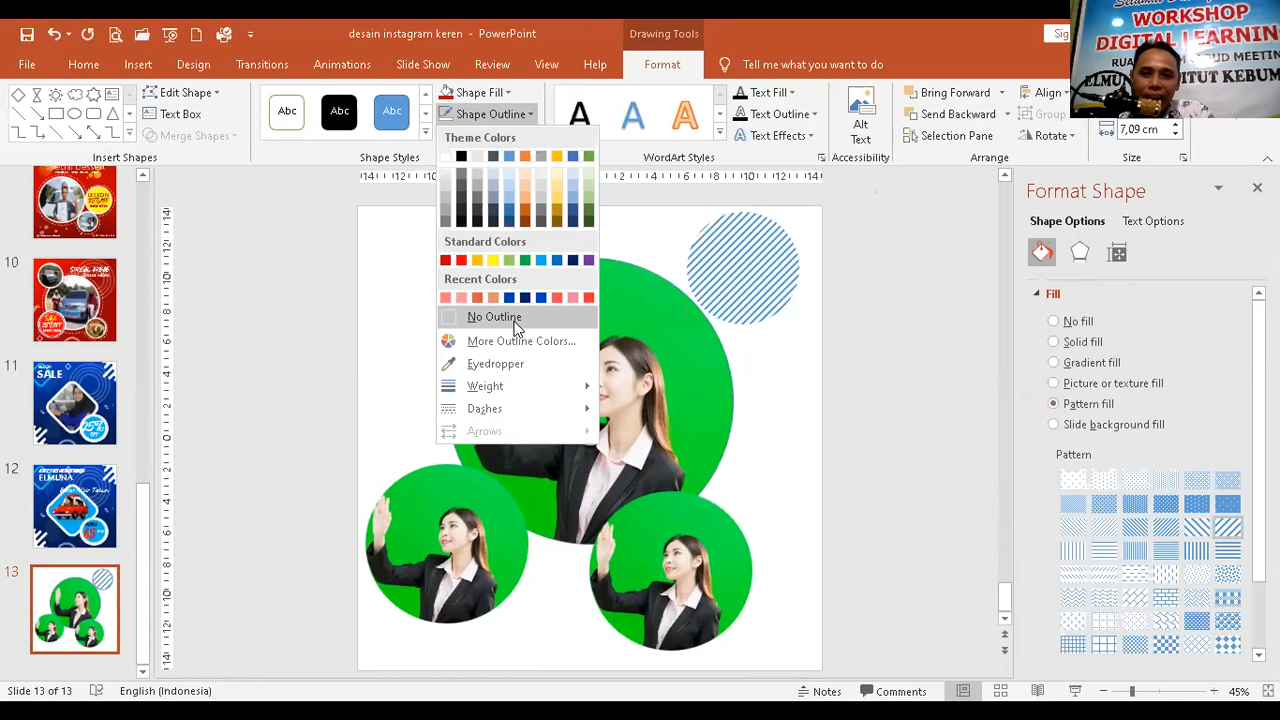 desain instagram keren - PowerPoint
Drawing Tools
File
Home
Insert
Design
Transitions
Animations
Slide Show
Review
View
Help
Format
Tell me what you want to do
WORKSHOP
DIGITAL LEARNING
Edit Shape
Text Box
Merge Shapes
Insert Shapes
Abc
Abc
Abc
Shape Fill
Shape Outline
Shape Styles
A
A
A
Text Fill
Text Outline
Text Effects
WordArt Styles
Alt
Text
Accessibility
Bring Forward
Send Backward
Selection Pane
Align
Group
Rotate
Arrange
7,09 cm
Size
Theme Colors
Standard Colors
Recent Colors
No Outline
More Outline Colors...
Eyedropper
Weight
Dashes
Arrows
10
11
SALE
25%
12
ELMUNA
13
Format Shape
Shape Options
Text Options
Fill
No fill
Solid fill
Gradient fill
Picture or texture fill
Pattern fill
Slide background fill
Pattern
Slide 13 of 13
English (Indonesia)
Notes
Comments
45%